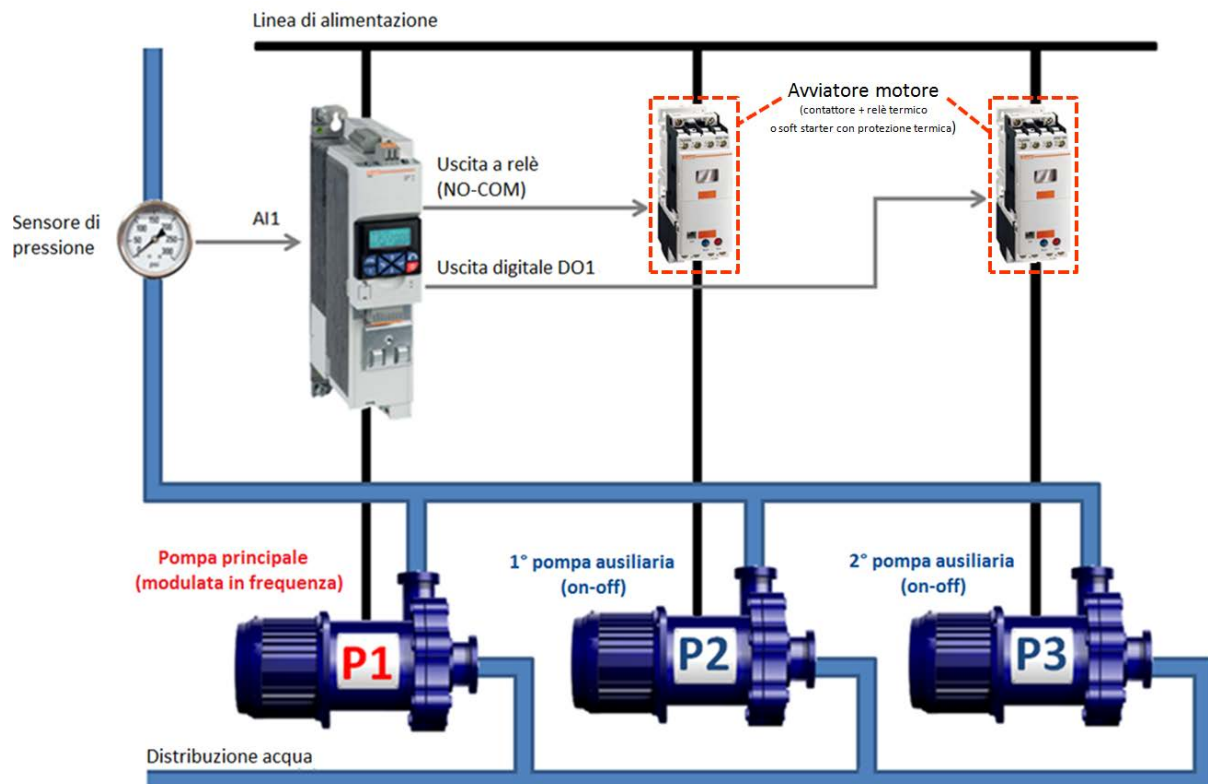 Linea di alimentazione
Avviatore motore
(contattore + relè termico
o soft starter con protezione termica)
Uscita a relè
(NO-COM)
Sensore di
pressione
AI1
Uscita digitale DO1
Pompa principale
(modulata in frequenza)
1° pompa ausiliaria
(on-off)
2° pompa ausiliaria
(on-off)
P1
P2
P3
Distribuzione acqua